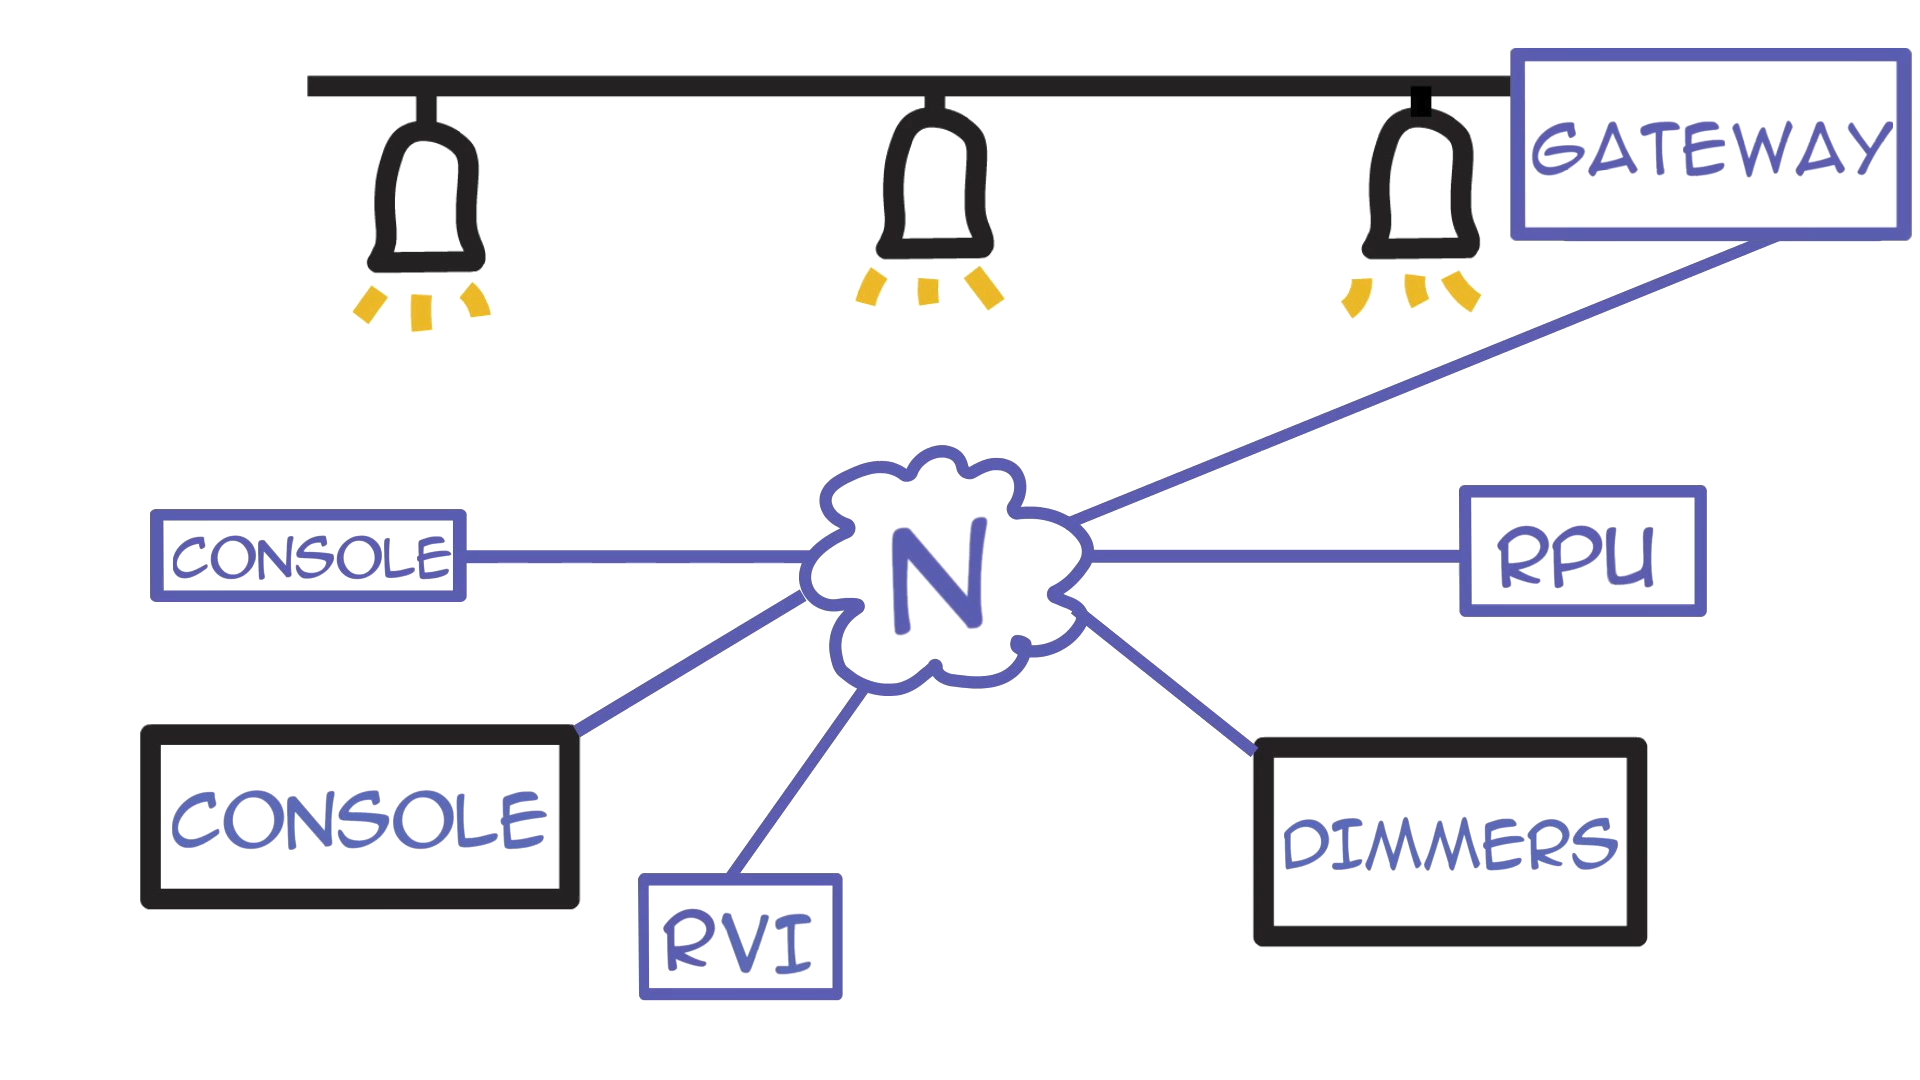 GATEWAY
CONSOLE
N
RPU
CONSOLE
DIMMERS
RVI